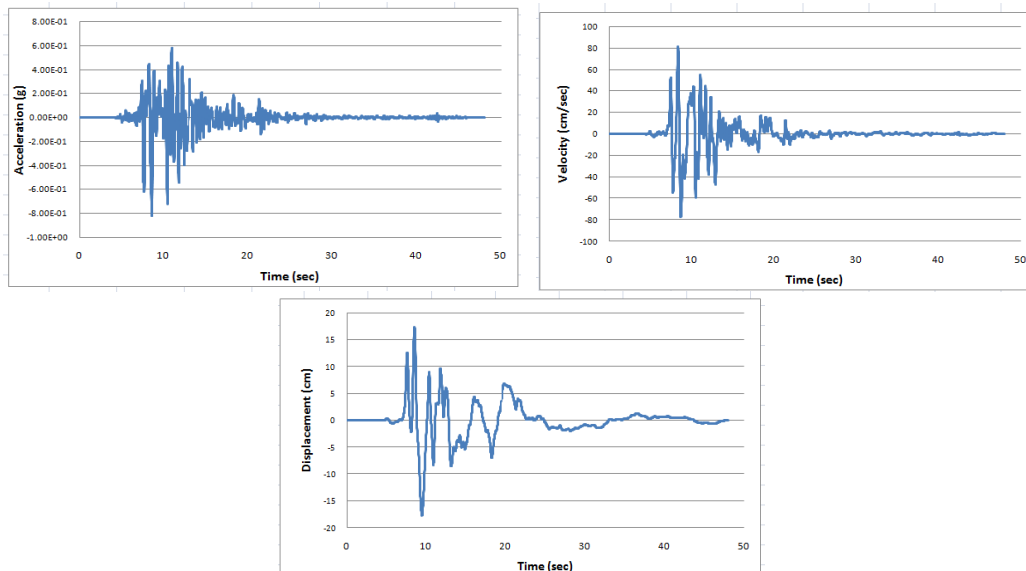 8.00E-01
6.00E-01
4.00E-01
2.00E-01
0.00E+00
-2.00E-01
-4.00E-01
-6.00E-01
-8.00E-01
-1.00E+00
Acceleration (g)
0 10 20 30 40 50
Time (sec)
100
80
60
40
20
0
-20
-40
-60
-80
-100
Velocity (cm/sec)
0 10 20 30 40 50
Time (sec)
20
15
10
5
0
-5
-10
-15
-20
Displacement (cm)
0 10 20 30 40 50
Time (sec)